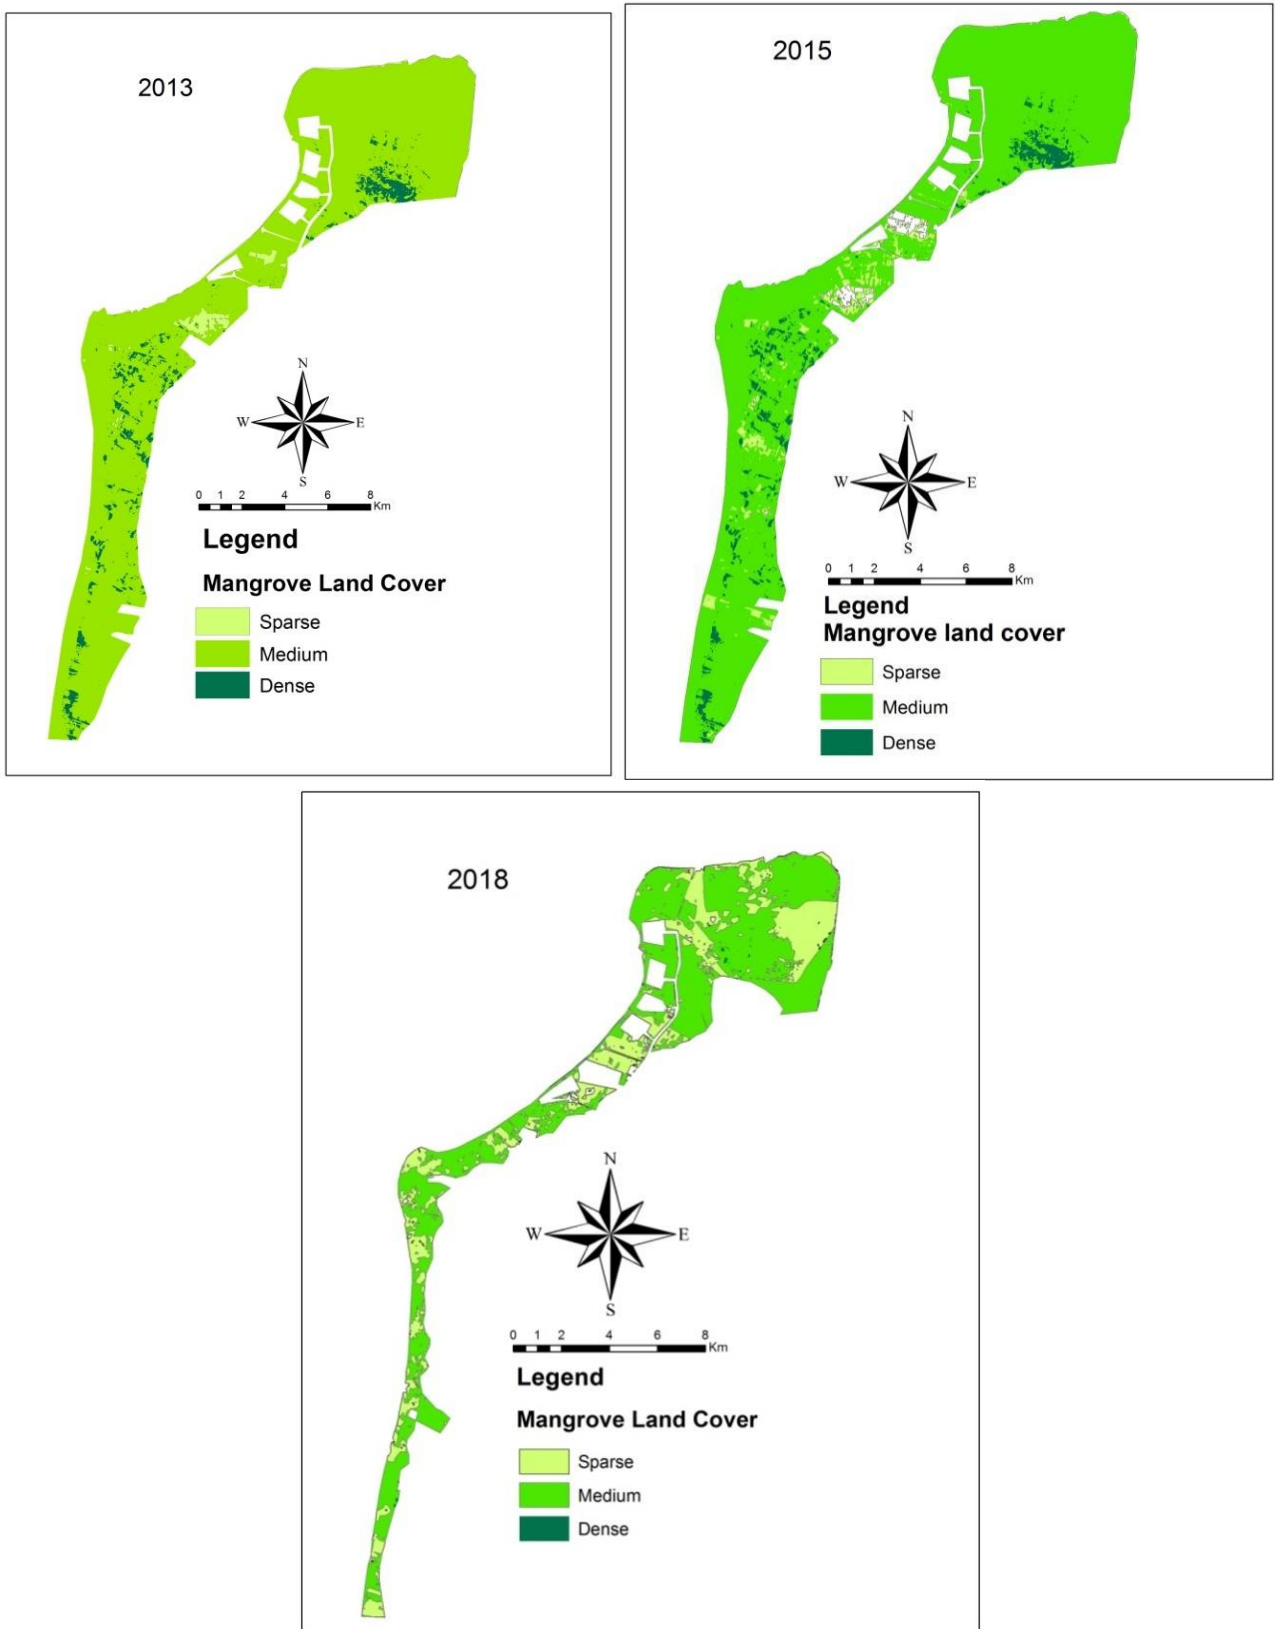 2013
N
W E
S
0 1 2 4 6 8
Km
Legend
Mangrove Land Cover
Sparse
Medium
Dense
2015
N
W E
S
0 1 2 4 6 8
Km
Legend
Mangrove land cover
Sparse
Medium
Dense
2018
N
W E
S
0 1 2 4 6 8
Km
Legend
Mangrove Land Cover
Sparse
Medium
Dense